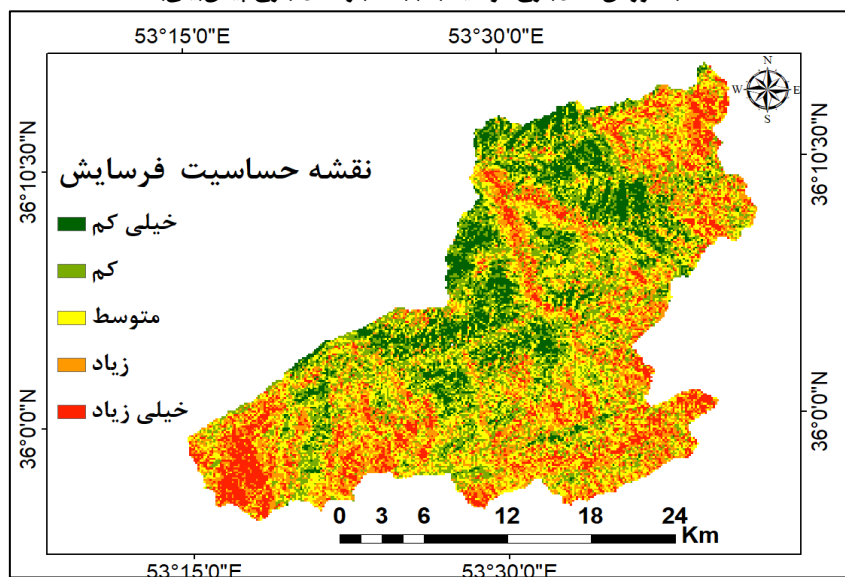 53°15'0"E 53°30'0"E
N
W E
S
36°10'30"N 36°10'30"N
نقشه حساسیت فرسایش
خیلی کم
کم
متوسط
زیاد
خیلی زیاد
36°0'0"N 36°0'0"N
0 3 6 12 18 24
Km
53°15'0"E 53°30'0"E